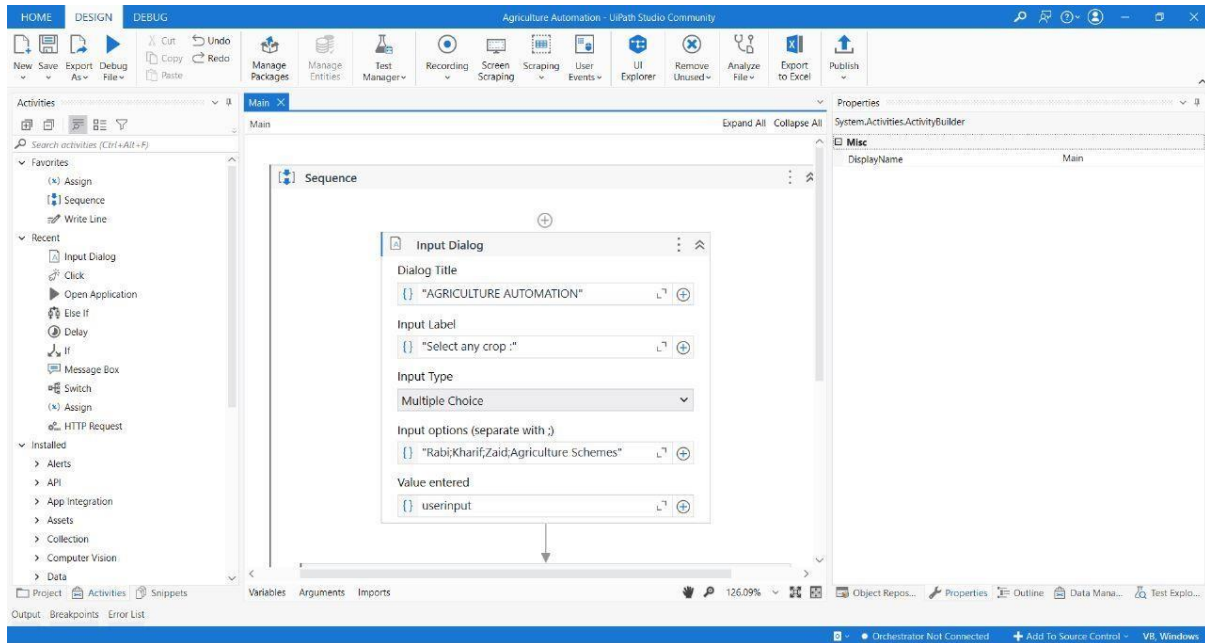 HOME DESIGN DEBUG Agriculture Automation - UiPath Studio Community
New Save Export As Debug File
Cut Copy Paste
Undo Redo
Manage Packages
Manage Entities
Test Manager
Recording
Screen Scraping
Scraping
User Events
UI Explorer
Remove Unused
Analyze File
Export to Excel
Publish
Activities
Search activities (Ctrl+Alt+F)
Favorites
(x) Assign
Sequence
Write Line
Recent
Input Dialog
Click
Open Application
Else If
Delay
If
Message Box
Switch
(x) Assign
HTTP Request
Installed
Alerts
API
App Integration
Assets
Collection
Computer Vision
Data
Project Activities Snippets
Main
Main Expand All Collapse All
Sequence
Input Dialog
Dialog Title
{} "AGRICULTURE AUTOMATION"
Input Label
{} "Select any crop :"
Input Type
Multiple Choice
Input options (separate with ;)
{} "Rabi;Kharif;Zaid;Agriculture Schemes"
Value entered
{} userinput
Variables Arguments Imports 126.09%
Properties
System.Activities.ActivityBuilder
Misc
DisplayName Main
Object Repos... Properties Outline Data Mana... Test Explo...
Output Breakpoints Error List
Orchestrator Not Connected Add To Source Control VB, Windows